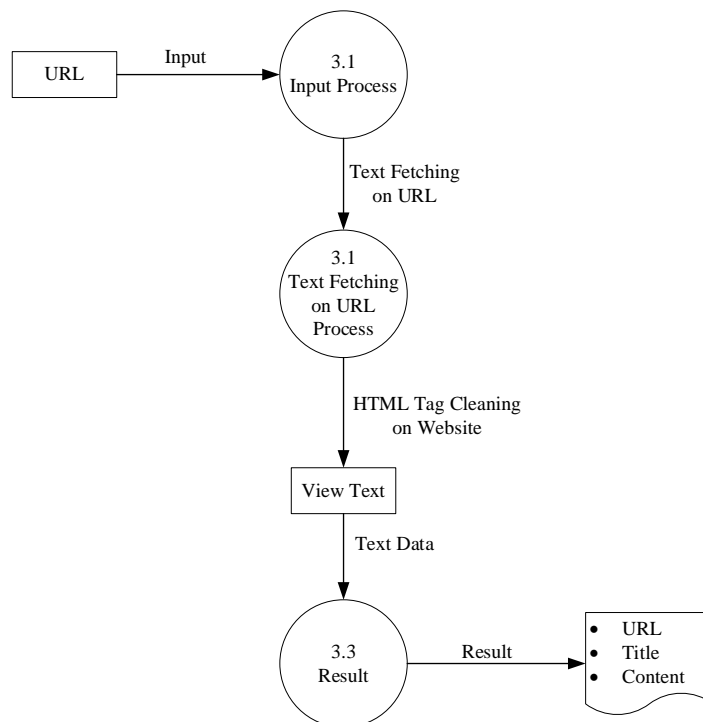 URL
Input
3.1
Input Process
Text Fetching
on URL
3.1
Text Fetching
on URL
Process
HTML Tag Cleaning
on Website
View Text
Text Data
3.3
Result
Result
• URL
• Title
• Content